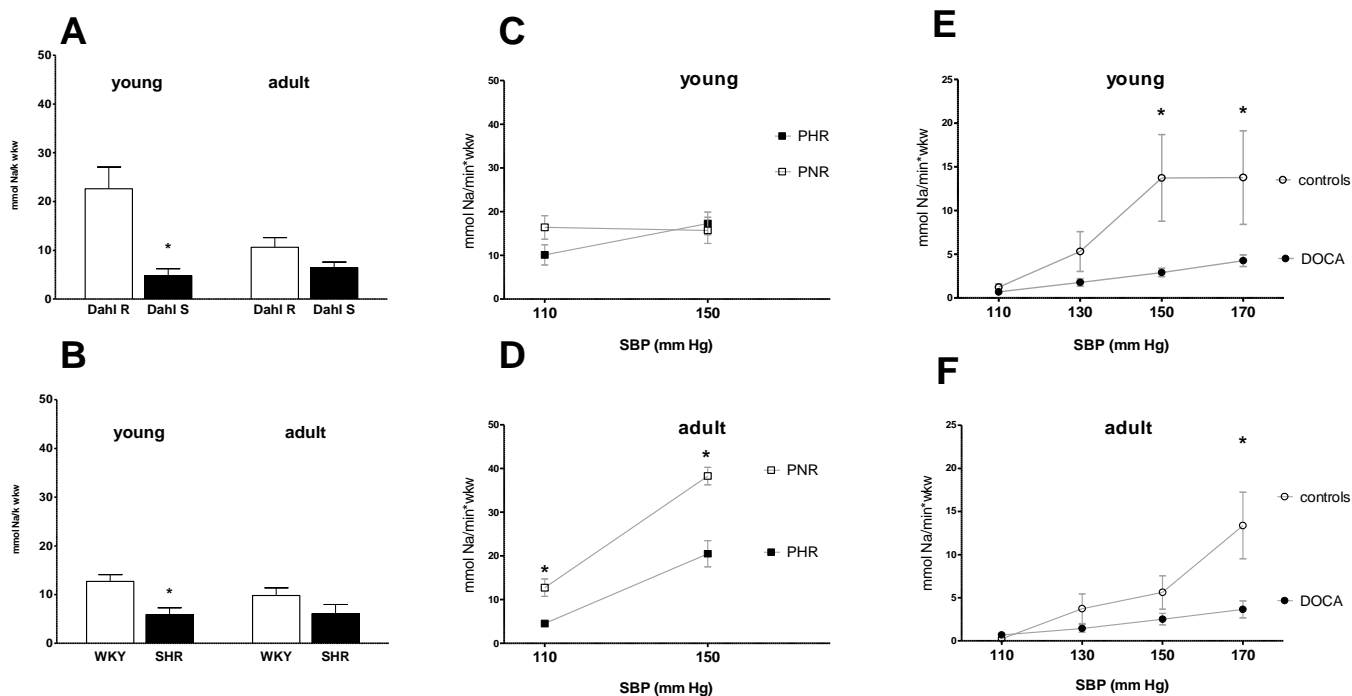 A
mmol Na/k wkw
50
40
30
20
10
0
young
adult
*
Dahl R
Dahl S
Dahl R
Dahl S
B
mmol Na/k wkw
50
40
30
20
10
0
young
adult
*
WKY
SHR
WKY
SHR
C
young
mmol Na/min*wkw
50
40
30
20
10
0
PHR
PNR
110
150
SBP (mm Hg)
D
adult
mmol Na/min*wkw
50
40
30
20
10
0
*
*
PNR
PHR
110
150
SBP (mm Hg)
E
young
mmol Na/min*wkw
25
20
15
10
5
0
*
*
controls
DOCA
110
130
150
170
SBP (mm Hg)
F
adult
mmol Na/min*wkw
25
20
15
10
5
0
*
controls
DOCA
110
130
150
170
SBP (mm Hg)